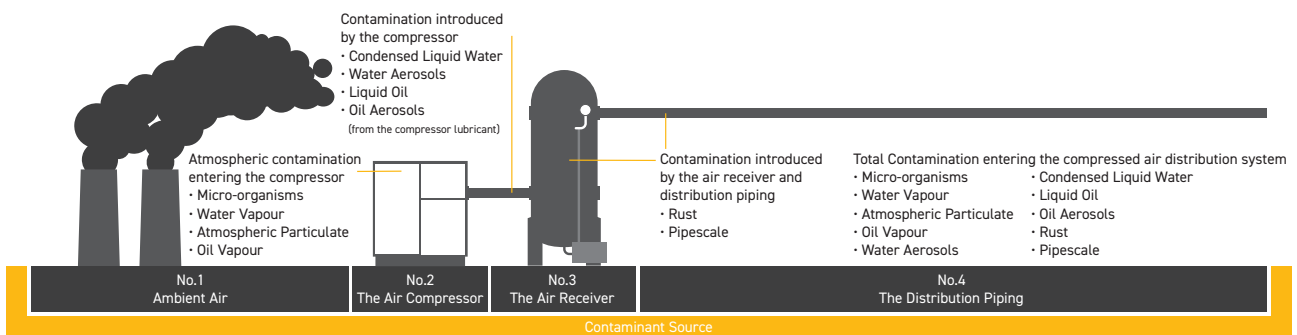 Contamination introduced
by the compressor
· Condensed Liquid Water
· Water Aerosols
· Liquid Oil
· Oil Aerosols
(from the compressor lubricant)
Atmospheric contamination
entering the compressor
· Micro-organisms
· Water Vapour
· Atmospheric Particulate
· Oil Vapour
Contamination introduced
by the air receiver and
distribution piping
· Rust
· Pipescale
Total Contamination entering the compressed air distribution system
· Micro-organisms
· Water Vapour
· Atmospheric Particulate
· Oil Vapour
· Water Aerosols
· Condensed Liquid Water
· Liquid Oil
· Oil Aerosols
· Rust
· Pipescale
No.1
Ambient Air
No.2
The Air Compressor
No.3
The Air Receiver
No.4
The Distribution Piping
Contaminant Source